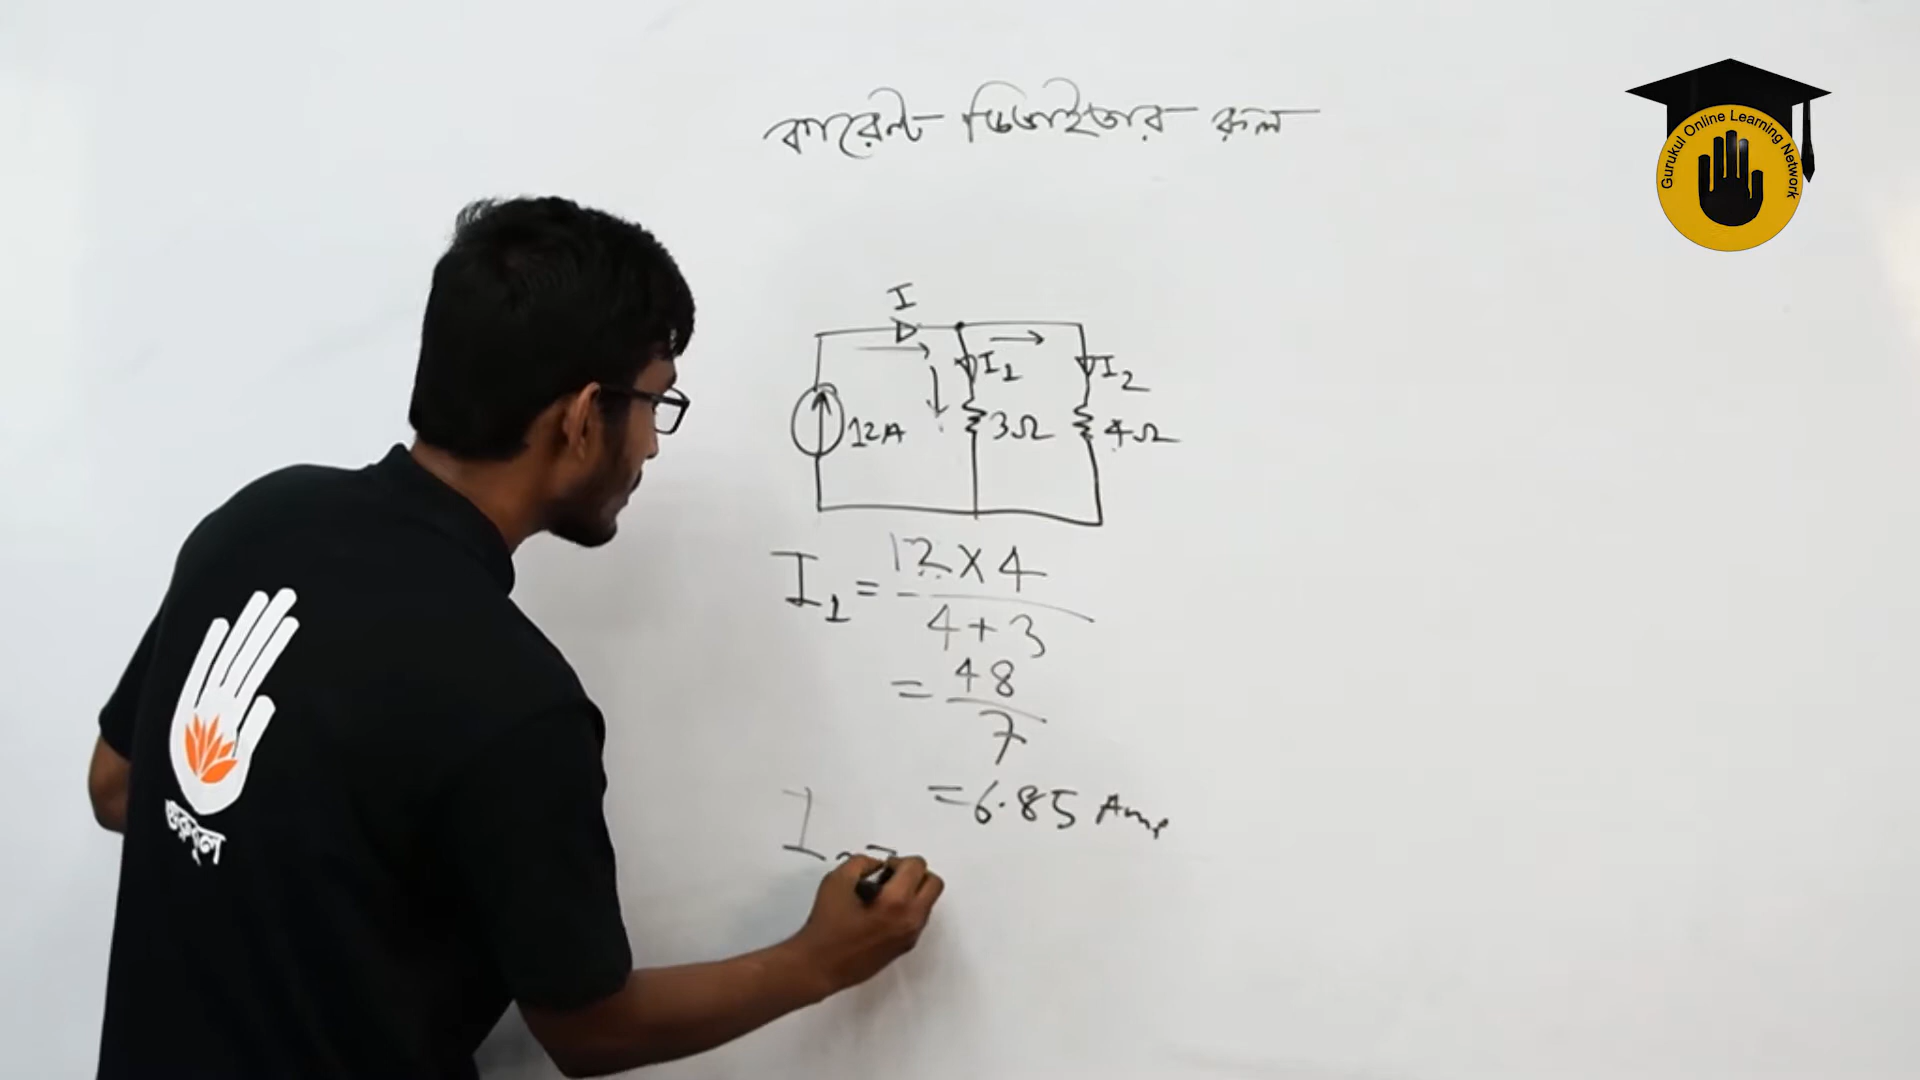 কারেন্ট ডিভাইডার রুল
Gurukul Online Learning Network
I
I₁
I₂
12A
3Ω
4Ω
I₁ = 12 × 4
4 + 3
= 48
7
= 6.85 Amp
I₂ =
গুরুকুল